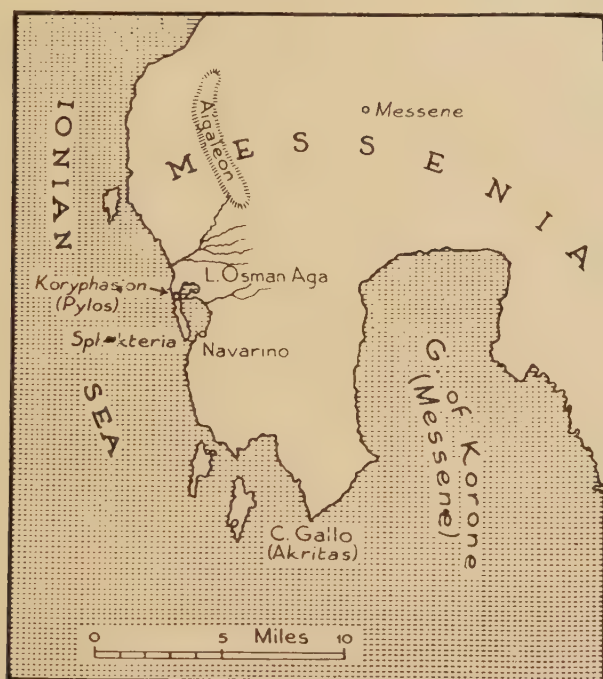 IONIAN
SEA
Aigaleon
Messene
MESSENIA
L. Osman Aga
Koryphasion
(Pylos)
Navarino
G. of Korone
(Messene)
C. Gallo
(Akritas)
0 Miles 5 10